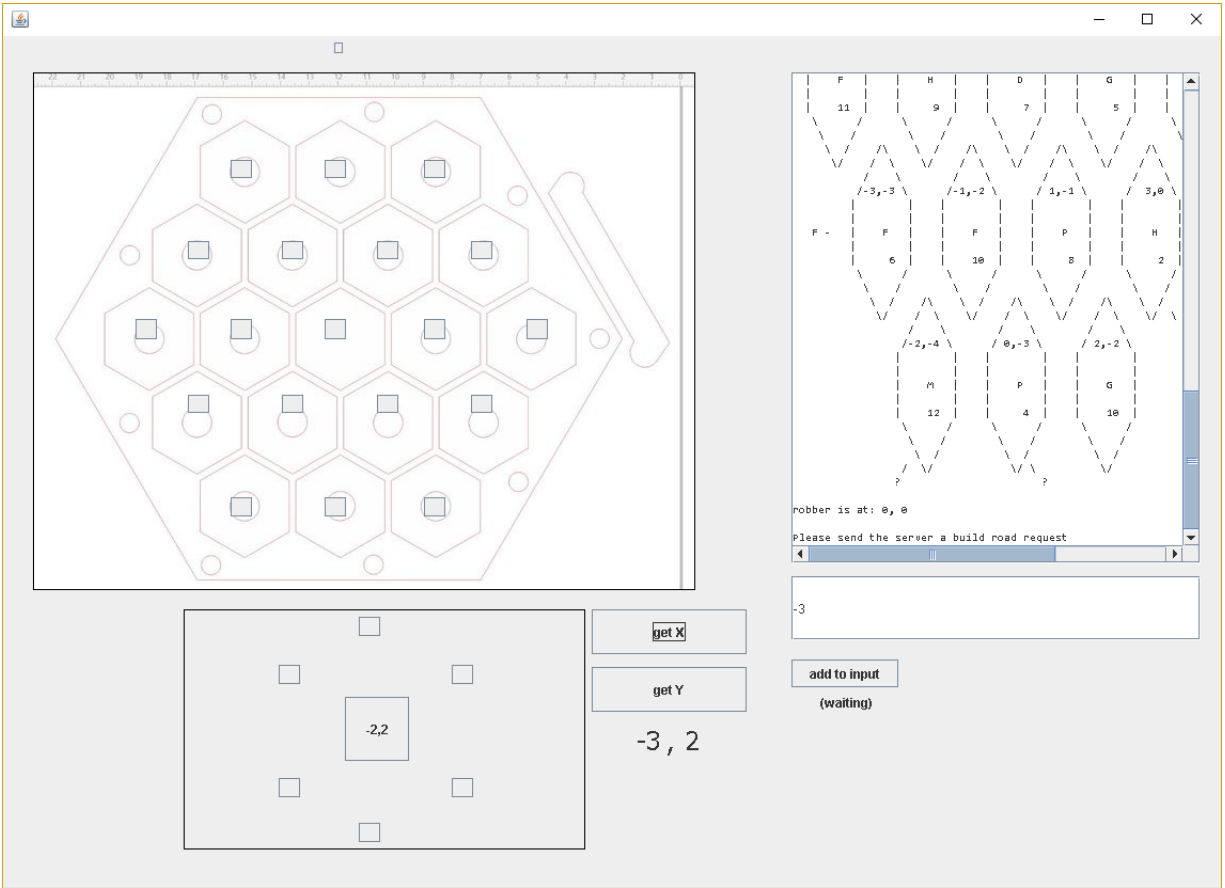 22 21 20 19 18 17 16 15 14 13 12 11 10 9 8 7 6 5 4 3 2 1 0
F H D G
11 9 7 5
/-3,-3 \ /-1,-2 \ / 1,-1 \ / 3,0 \
F - | F | | F | | P | | H
6 | 10 | 8 | 2 |
/-2,-4 \ / 0,-3 \ / 2,-2 \
| M | | P | | G |
| 12 | | 4 | | 10 |
? ?
robber is at: 0, 0
Please send the server a build road request
-3
add to input
(waiting)
get X
get Y
-3 , 2
-2,2